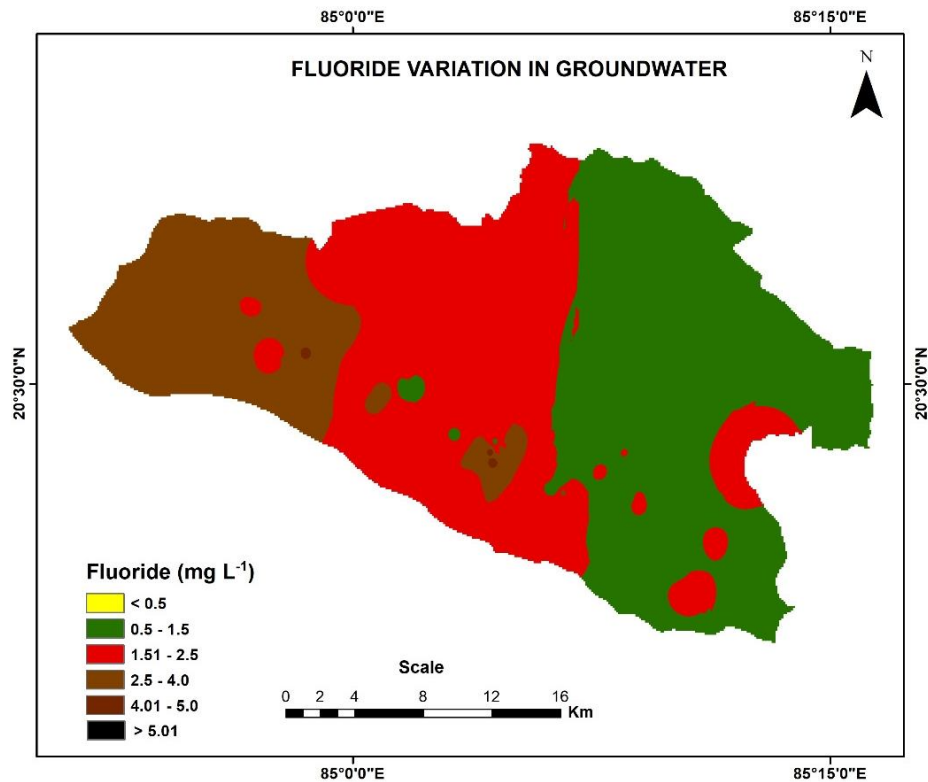 85°0'0"E
85°15'0"E
FLUORIDE VARIATION IN GROUNDWATER
N
20°30'0"N
20°30'0"N
Fluoride (mg L⁻¹)
< 0.5
0.5 - 1.5
1.51 - 2.5
2.5 - 4.0
4.01 - 5.0
> 5.01
Scale
0 2 4 8 12 16
Km
85°0'0"E
85°15'0"E